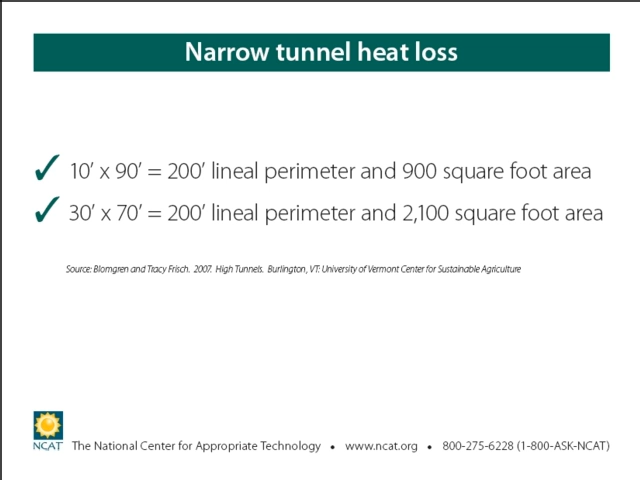 Narrow tunnel heat loss
✓ 10’ x 90’ = 200’ lineal perimeter and 900 square foot area
✓ 30’ x 70’ = 200’ lineal perimeter and 2,100 square foot area
Source: Blomgren and Tracy Frisch. 2007. High Tunnels. Burlington, VT: University of Vermont Center for Sustainable Agriculture
NCAT
The National Center for Appropriate Technology • www.ncat.org • 800-275-6228 (1-800-ASK-NCAT)